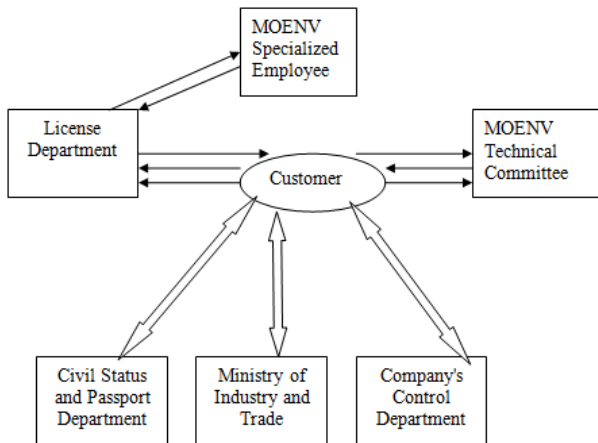 MOENV
Specialized
Employee
License
Department
MOENV
Technical
Committee
Customer
Civil Status
and Passport
Department
Ministry of
Industry and
Trade
Company's
Control
Department